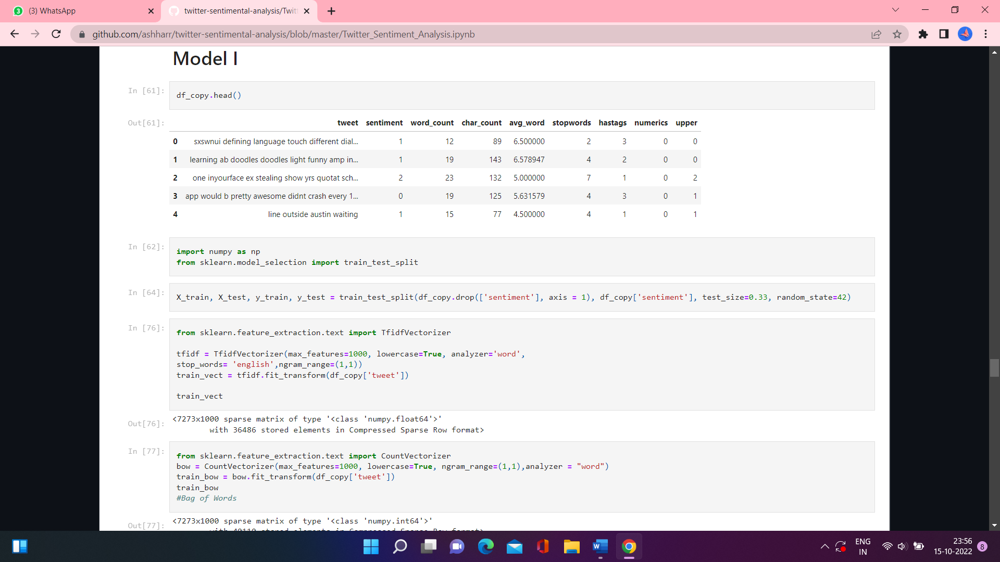 (3) WhatsApp
twitter-sentimental-analysis/Twitt
github.com/ashharr/twitter-sentimental-analysis/blob/master/Twitter_Sentiment_Analysis.ipynb
Model I
In [61]:
df_copy.head()
Out[61]:
tweet sentiment word_count char_count avg_word stopwords hastags numerics upper
0 sxswnui defining language touch different dial... 1 12 89 6.500000 2 3 0 0
1 learning ab doodles doodles light funny amp in... 1 19 143 6.578947 4 2 0 0
2 one inyourface ex stealing show yrs quotat sch... 2 23 132 5.000000 7 1 0 2
3 app would b pretty awesome didnt crash every 1... 0 19 125 5.631579 4 3 0 1
4 line outside austin waiting 1 15 77 4.500000 4 1 0 1
In [62]:
import numpy as np
from sklearn.model_selection import train_test_split
In [64]:
X_train, X_test, y_train, y_test = train_test_split(df_copy.drop(['sentiment'], axis = 1), df_copy['sentiment'], test_size=0.33, random_state=42)
In [76]:
from sklearn.feature_extraction.text import TfidfVectorizer
tfidf = TfidfVectorizer(max_features=1000, lowercase=True, analyzer='word',
stop_words= 'english',ngram_range=(1,1))
train_vect = tfidf.fit_transform(df_copy['tweet'])
train_vect
Out[76]:
<7273x1000 sparse matrix of type '<class 'numpy.float64'>'
with 36486 stored elements in Compressed Sparse Row format>
In [77]:
from sklearn.feature_extraction.text import CountVectorizer
bow = CountVectorizer(max_features=1000, lowercase=True, ngram_range=(1,1),analyzer = "word")
train_bow = bow.fit_transform(df_copy['tweet'])
train_bow
#Bag of Words
Out[77]:
<7273x1000 sparse matrix of type '<class 'numpy.int64'>'
with 40110 stored elements in Compressed Sparse Row format>
ENG
IN
23:56
15-10-2022
8